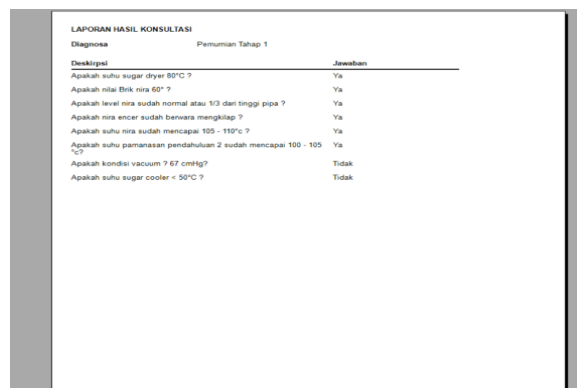 LAPORAN HASIL KONSULTASI
Diagnosa Pemurnian Tahap 1
Deskirpsi Jawaban
Apakah suhu sugar dryer 80°C ? Ya
Apakah nilai Brik nira 60° ? Ya
Apakah level nira sudah normal atau 1/3 dari tinggi pipa ? Ya
Apakah nira encer sudah berwara mengkilap ? Ya
Apakah suhu nira sudah mencapai 105 - 110°c ? Ya
Apakah suhu pamanasan pendahuluan 2 sudah mencapai 100 - 105 Ya
°c?
Apakah kondisi vacuum ? 67 cmHg? Tidak
Apakah suhu sugar cooler < 50°C ? Tidak